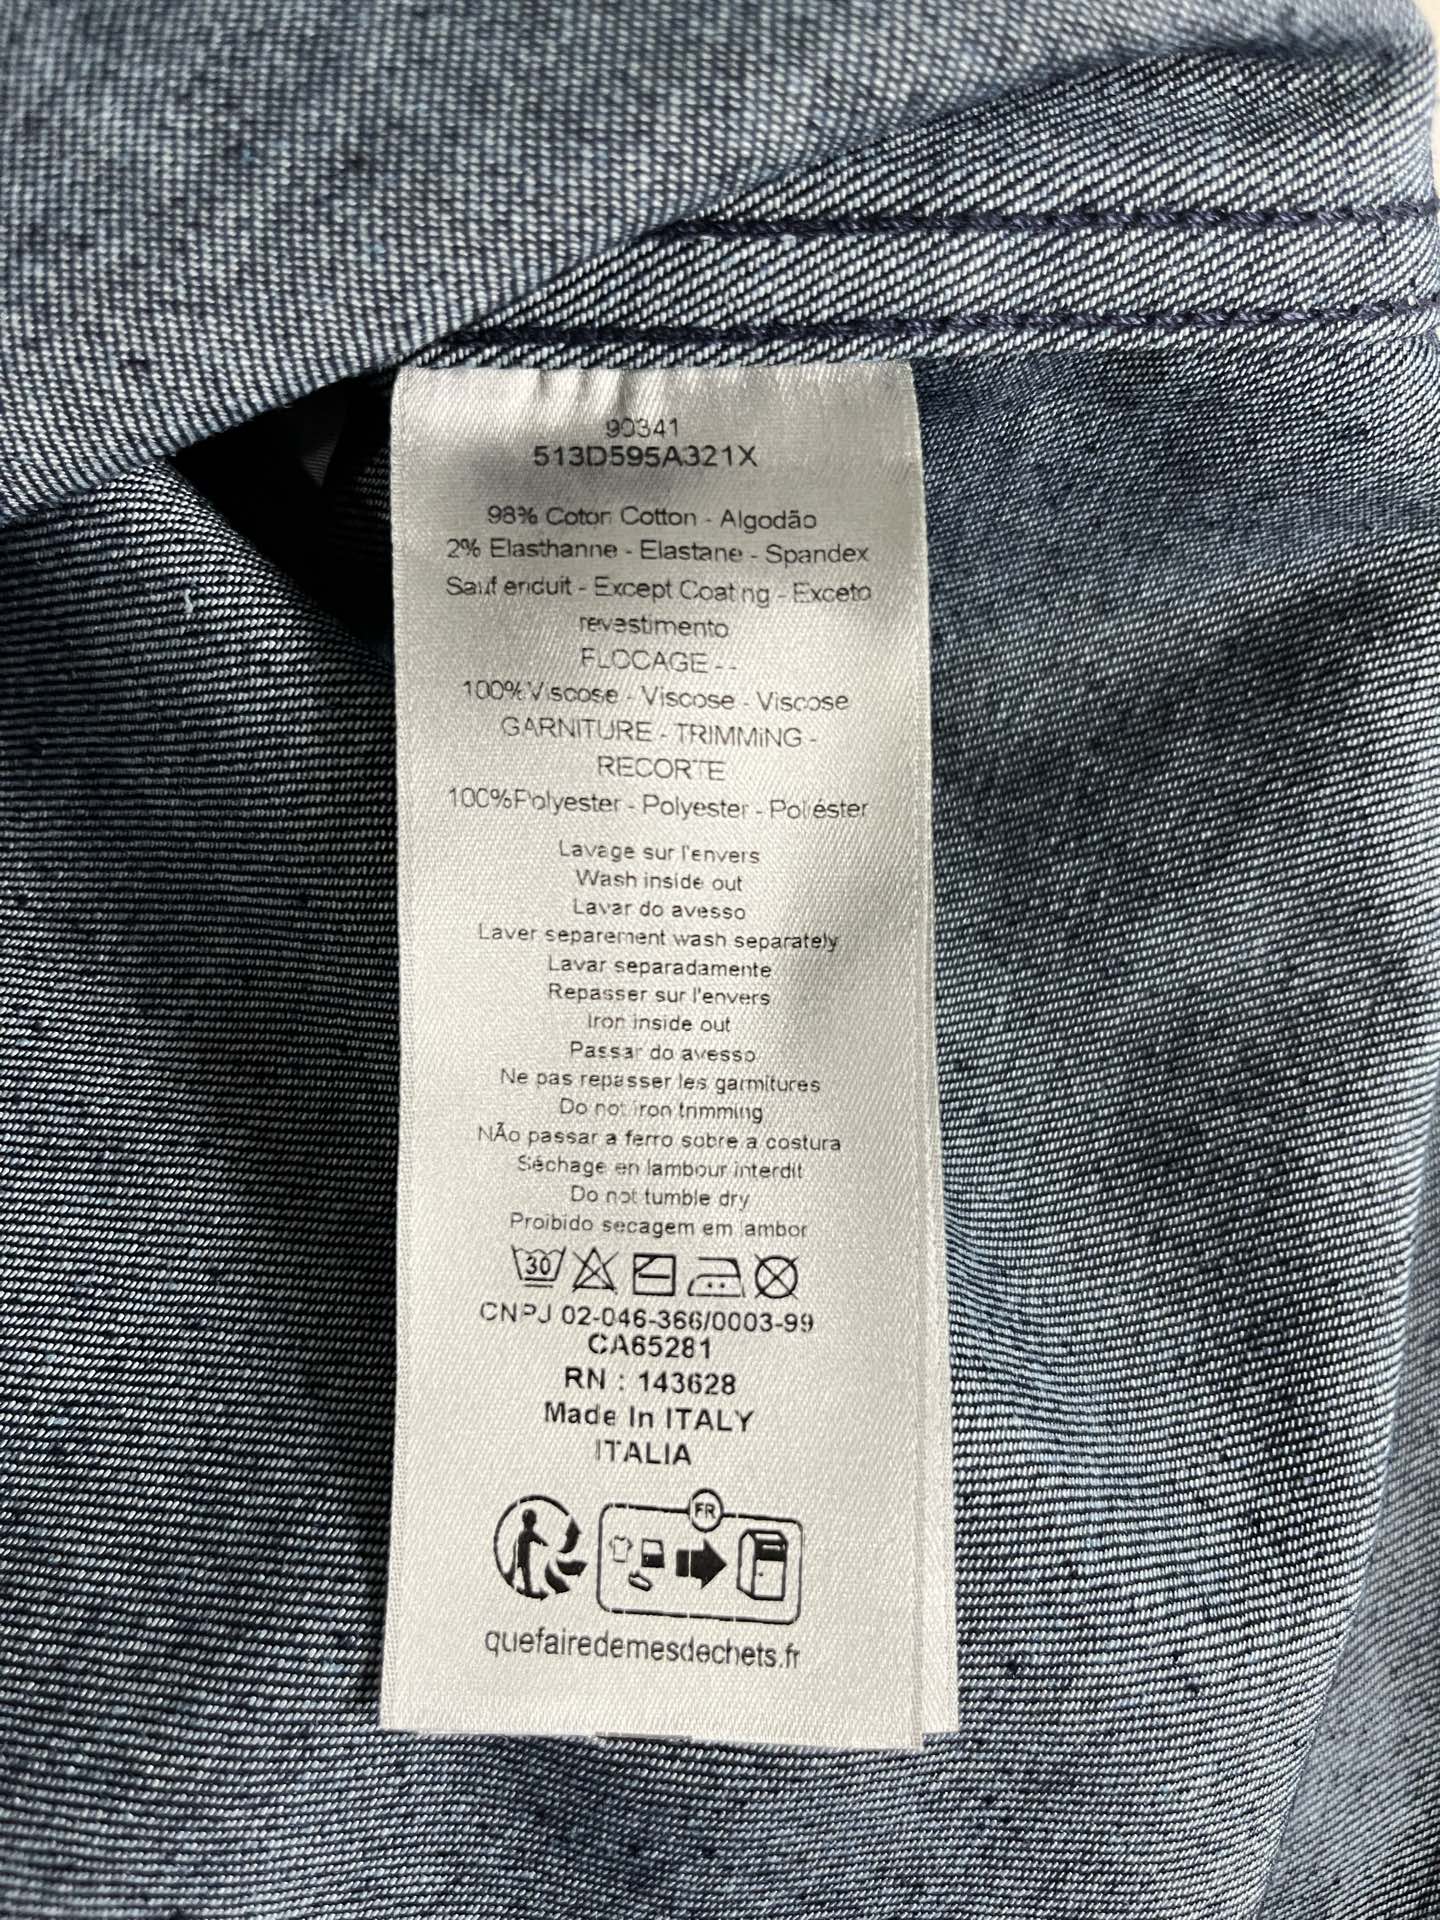 90341
513D595A321X
98% Coton Cotton - Algodão
2% Elasthanne - Elastane - Spandex
Sauf enduit - Except Coating - Exceto
revestimento
FLOCAGE - -
100%Viscose - Viscose - Viscose
GARNITURE - TRIMMiNG -
RECORTE
100%Polyester - Polyester - Poliéster
Lavage sur l'envers
Wash inside out
Lavar do avesso
Laver separement wash separately
Lavar separadamente
Repasser sur l'envers
Iron inside out
Passar do avesso
Ne pas repasser les garmitures
Do not iron trimming
NÃo passar a ferro sobre a costura
Séchage en lambour interdit
Do not tumble dry
Proibido secagem em lambor
30
CNPJ 02-046-366/0003-99
CA65281
RN : 143628
Made In ITALY
ITALIA
FR
quefairedemesdechets.fr